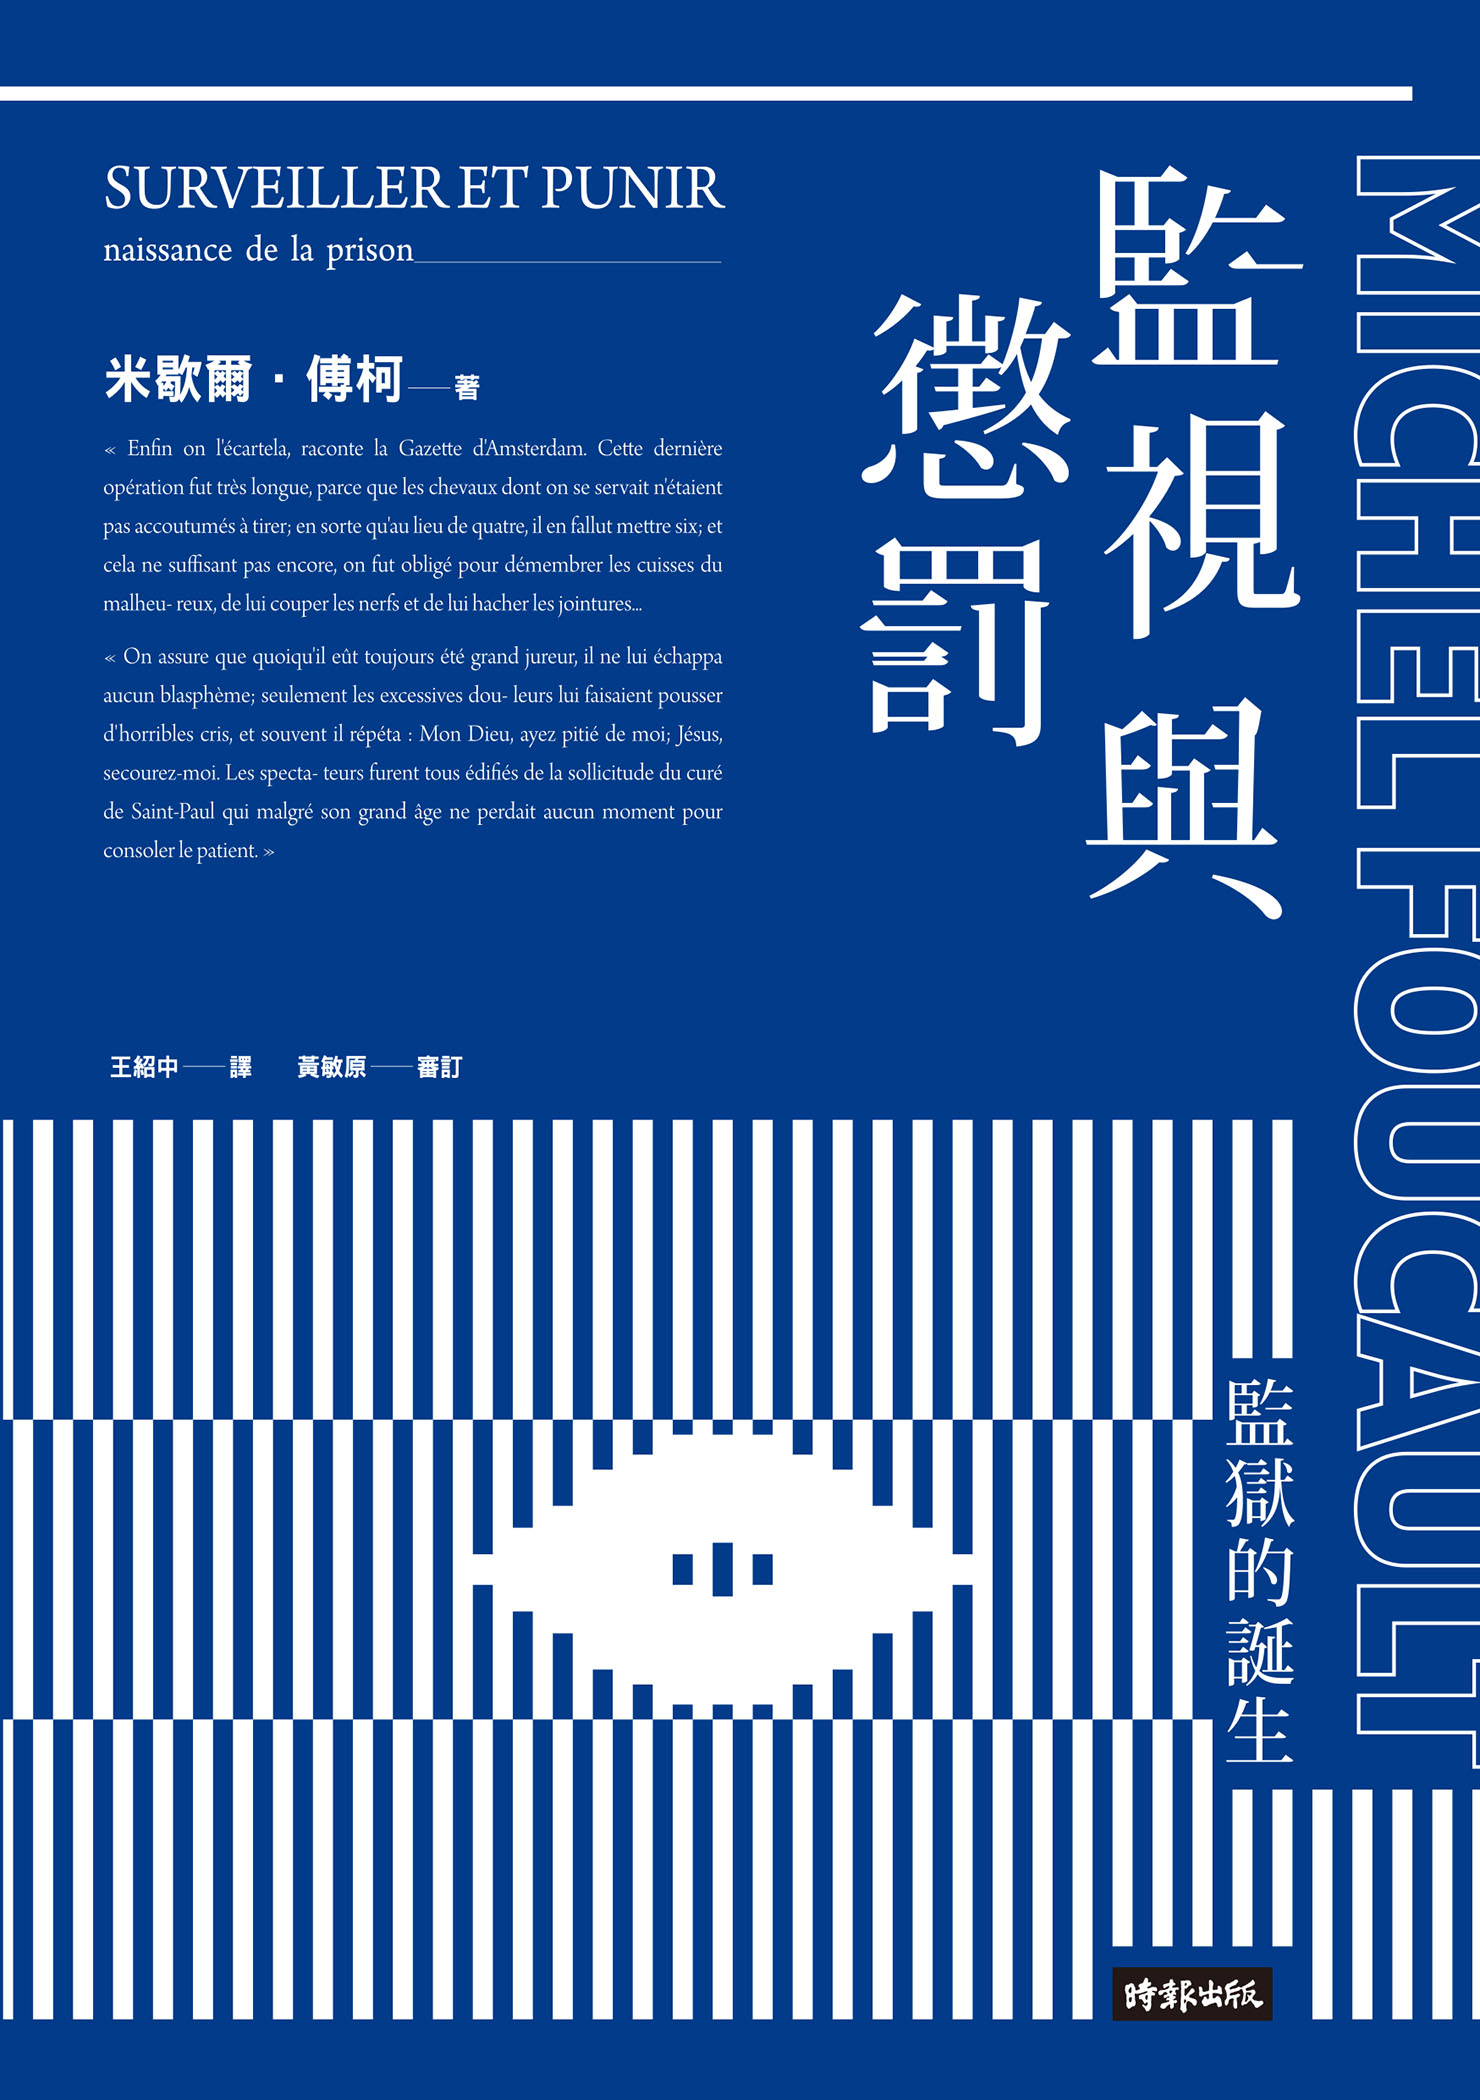 SURVEILLER ET PUNIR
naissance de la prison
米歇爾·傅柯——著
« Enfin on l'écartela, raconte la Gazette d'Amsterdam. Cette dernière
opération fut très longue, parce que les chevaux dont on se servait n'étaient
pas accoutumés à tirer; en sorte qu'au lieu de quatre, il en fallut mettre six; et
cela ne suffisant pas encore, on fut obligé pour démembrer les cuisses du
malheu- reux, de lui couper les nerfs et de lui hacher les jointures...
« On assure que quoiqu'il eût toujours été grand jureur, il ne lui échappa
aucun blasphème; seulement les excessives dou- leurs lui faisaient pousser
d'horribles cris, et souvent il répéta : Mon Dieu, ayez pitié de moi; Jésus,
secourez-moi. Les specta- teurs furent tous édifiés de la sollicitude du curé
de Saint-Paul qui malgré son grand âge ne perdait aucun moment pour
consoler le patient. »
監視與
懲罰
MICHEL FOUCAULT
王紹中——譯 黃敏原——審訂
監獄的誕生
時報出版